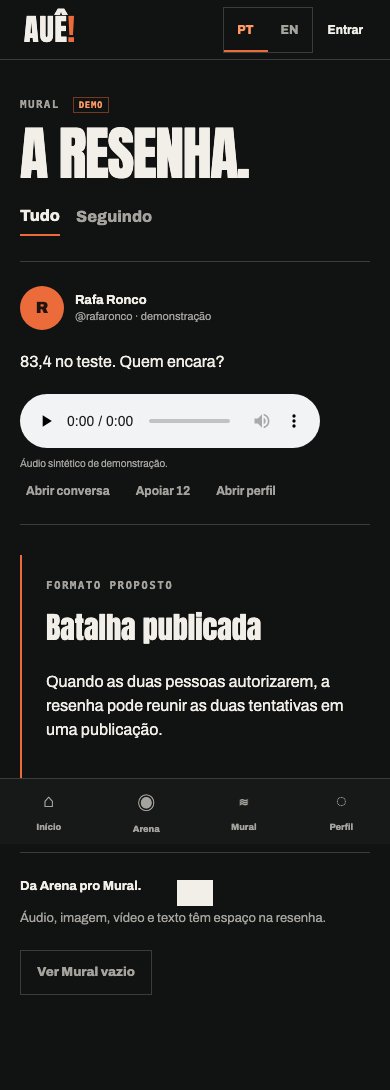 AUÊ!
PT
EN
Entrar
MURAL
DEMO
A RESENHA.
Tudo
Seguindo
R
Rafa Ronco
@rafaronco · demonstração
83,4 no teste. Quem encara?
0:00 / 0:00
Áudio sintético de demonstração.
Abrir conversa
Apoiar 12
Abrir perfil
FORMATO PROPOSTO
Batalha publicada
Quando as duas pessoas autorizarem, a
resenha pode reunir as duas tentativas em
uma publicação.
Início
Arena
Mural
Perfil
Da Arena pro Mural.
Áudio, imagem, vídeo e texto têm espaço na resenha.
Ver Mural vazio